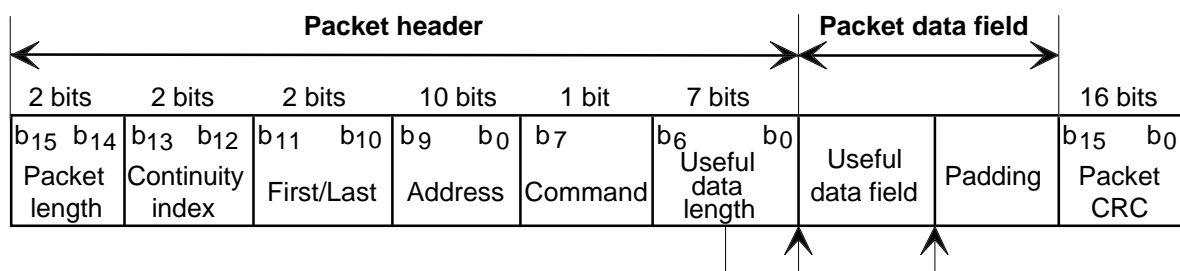 Packet header Packet data field
2 bits 2 bits 2 bits 10 bits 1 bit 7 bits 16 bits
b15 b14 b13 b12 b11 b10 b9 b0 b7 b6 b0 b15 b0
Packet length
Continuity index
First/Last
Address
Command
Useful data length
Useful data field
Padding
Packet CRC